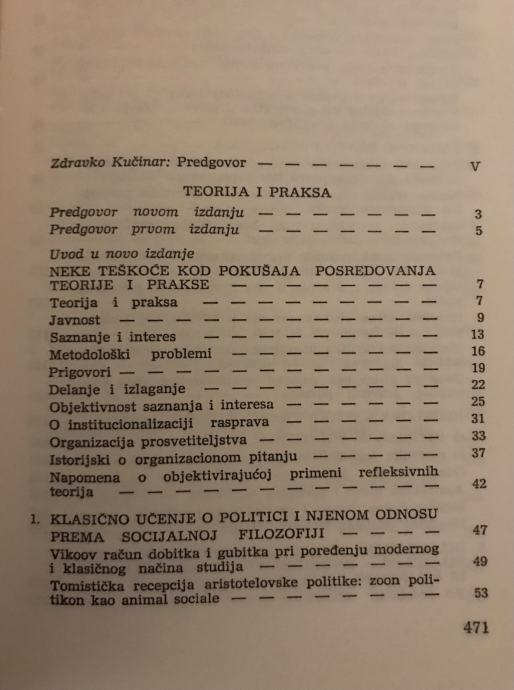 Zdravko Kučinar: Predgovor — — — — — — — V
TEORIJA I PRAKSA
Predgovor novom izdanju — — — — — — — 3
Predgovor prvom izdanju — — — — — — — 5
Uvod u novo izdanje
NEKE TEŠKOĆE KOD POKUŠAJA POSREDOVANJA
TEORIJE I PRAKSE — — — — — — — — 7
Teorija i praksa — — — — — — — — — 7
Javnost — — — — — — — — — — — — 9
Saznanje i interes — — — — — — — — — 13
Metodološki problemi — — — — — — — — 16
Prigovori — — — — — — — — — — — — 19
Delanje i izlaganje — — — — — — — — — 22
Objektivnost saznanja i interesa — — — — — — 25
O institucionalizaciji rasprava — — — — — — 31
Organizacija prosvetiteljstva — — — — — — — 33
Istorijski o organizacionom pitanju — — — — — 37
Napomena o objektivirajućoj primeni refleksivnih
teorija — — — — — — — — — — — — 42
1. KLASIČNO UČENJE O POLITICI I NJENOM ODNOSU
PREMA SOCIJALNOJ FILOZOFIJI — — — — 47
Vikoov račun dobitka i gubitka pri poređenju modernog
i klasičnog načina studija — — — — — — — 49
Tomistička recepcija aristotelovske politike: zoon poli-
tikon kao animal sociale — — — — — — — — 53
471